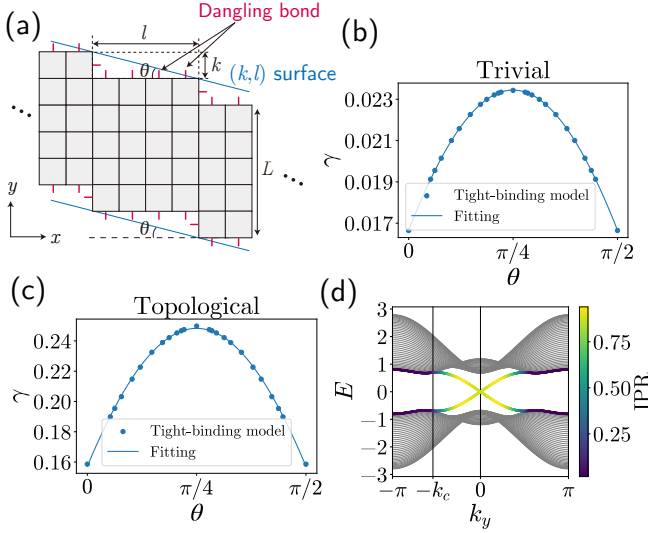 (a)
l
Dangling bond
θ
k
(k,l) surface
L
y
x
θ
(b)
Trivial
γ
0.023
0.021
0.019
0.017
Tight-binding model
Fitting
0
π/4
π/2
θ
(c)
Topological
γ
0.24
0.22
0.20
0.18
0.16
Tight-binding model
Fitting
0
π/4
π/2
θ
(d)
E
3
2
1
0
−1
−2
−3
−π
−k_c
0
π
k_y
0.75
0.50
0.25
IPR